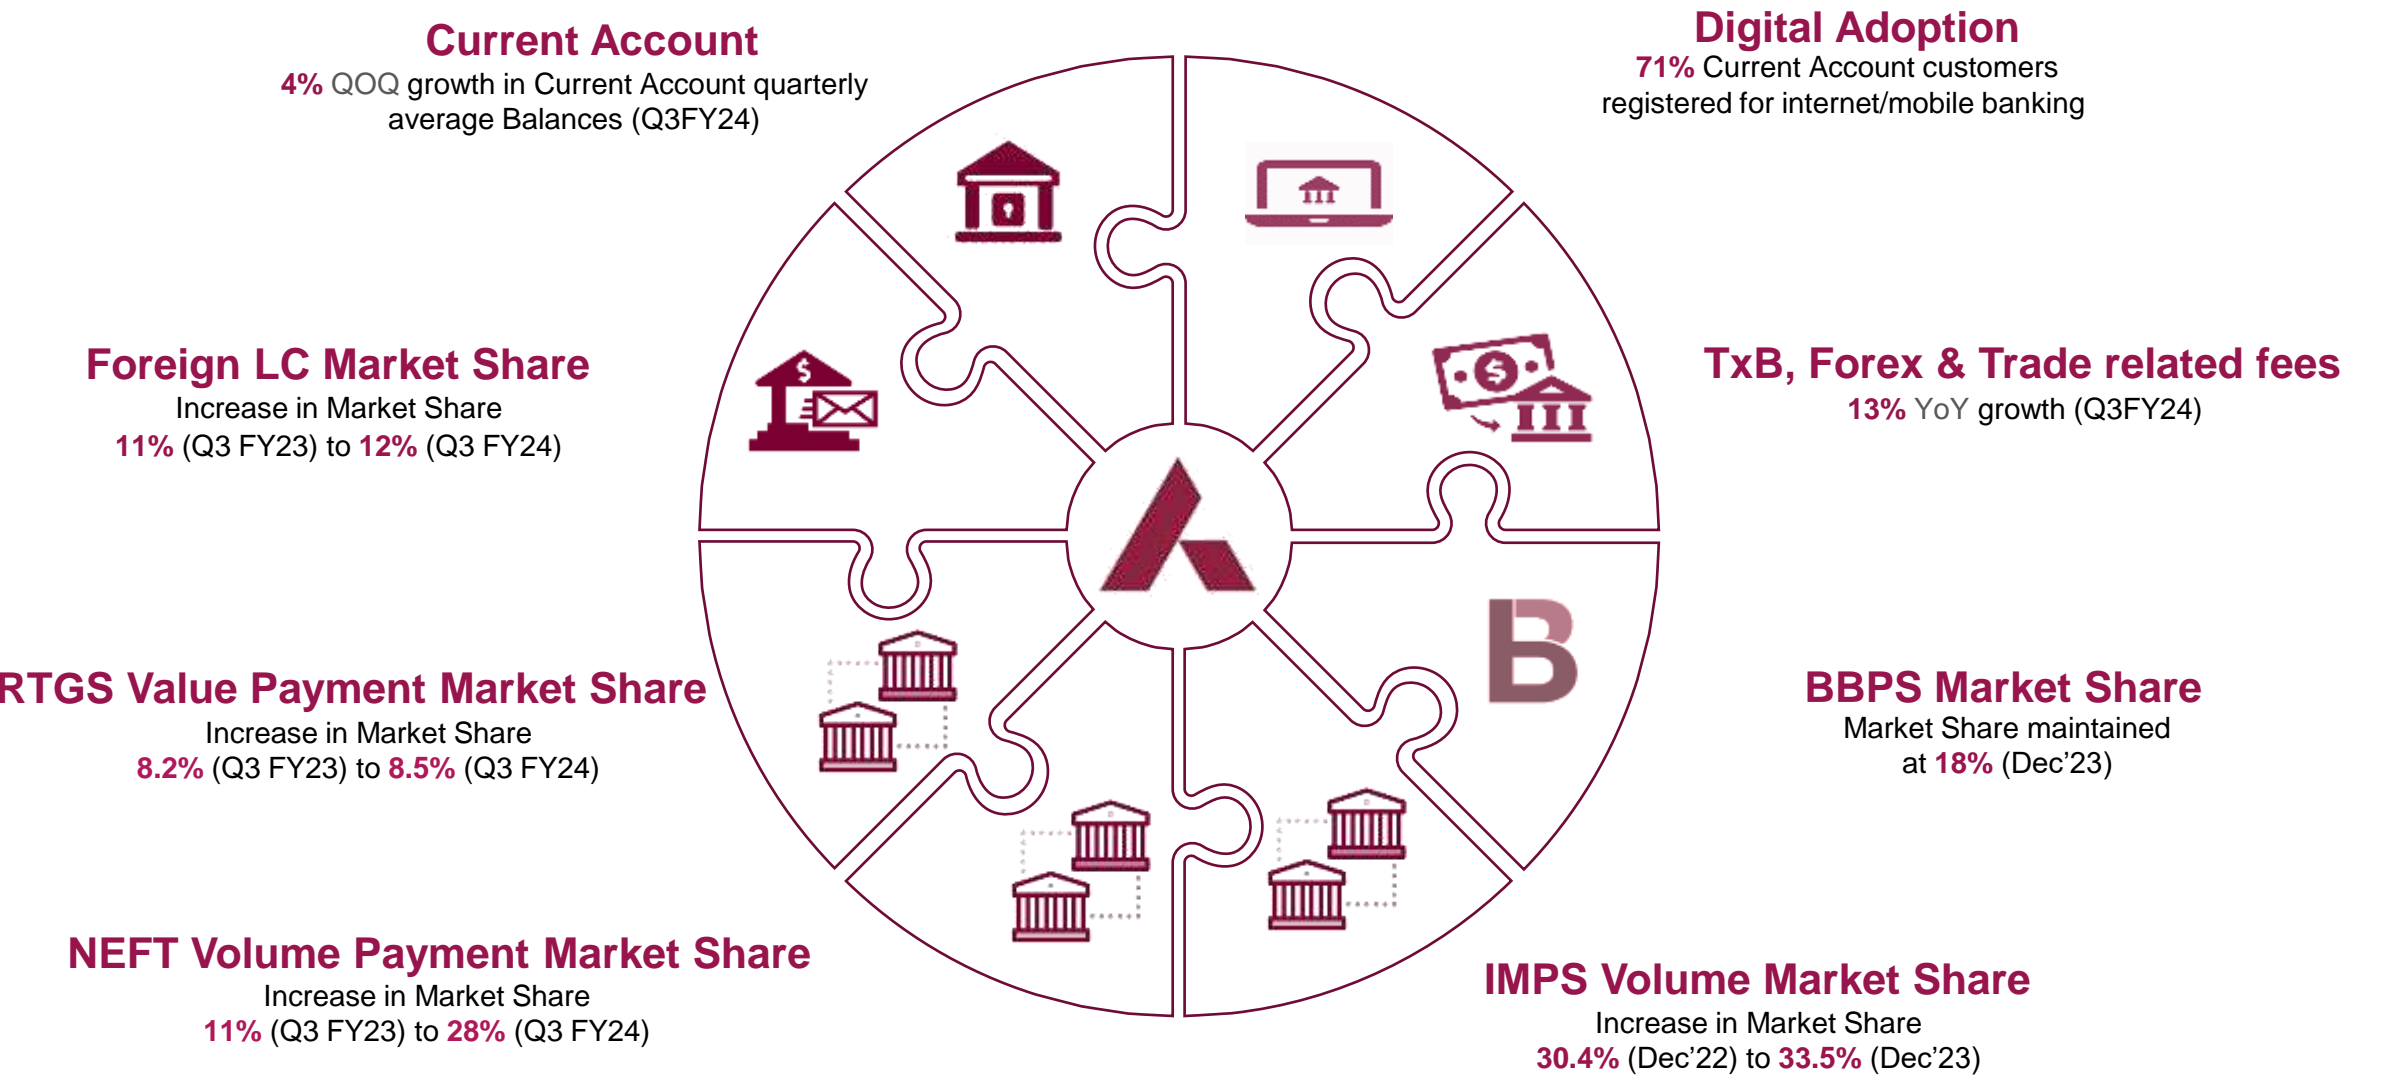 Current Account
4% QOQ growth in Current Account quarterly
average Balances (Q3FY24)
Digital Adoption
71% Current Account customers
registered for internet/mobile banking
Foreign LC Market Share
Increase in Market Share
11% (Q3 FY23) to 12% (Q3 FY24)
TxB, Forex & Trade related fees
13% YoY growth (Q3FY24)
RTGS Value Payment Market Share
Increase in Market Share
8.2% (Q3 FY23) to 8.5% (Q3 FY24)
BBPS Market Share
Market Share maintained
at 18% (Dec’23)
NEFT Volume Payment Market Share
Increase in Market Share
11% (Q3 FY23) to 28% (Q3 FY24)
IMPS Volume Market Share
Increase in Market Share
30.4% (Dec’22) to 33.5% (Dec’23)